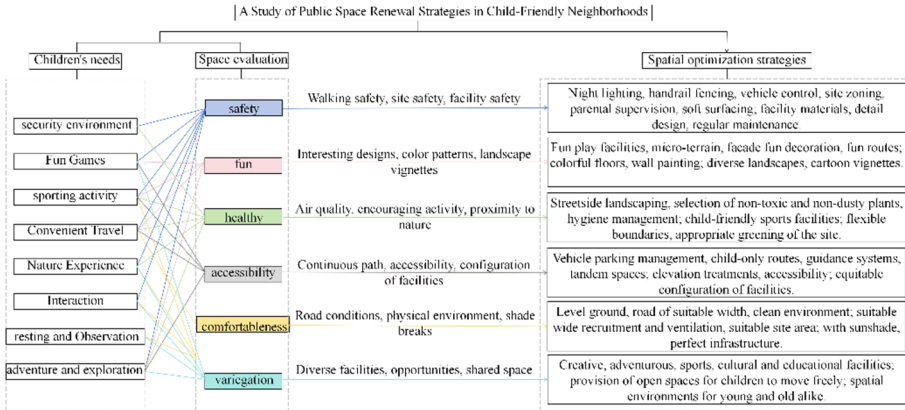 A Study of Public Space Renewal Strategies in Child-Friendly Neighborhoods
Children's needs
Space evaluation
Spatial optimization strategies
security environment
Fun Games
sporting activity
Convenient Travel
Nature Experience
Interaction
resting and Observation
adventure and exploration
safety
Walking safety, site safety, facility safety
Night lighting, handrail fencing, vehicle control, site zoning,
parental supervision, soft surfacing; facility materials, detail
design, regular maintenance.
fun
Interesting designs, color patterns, landscape
vignettes
Fun play facilities, micro-terrain, facade fun decoration, fun routes;
colorful floors, wall painting; diverse landscapes, cartoon vignettes.
healthy
Air quality, encouraging activity, proximity to
nature
Streetside landscaping, selection of non-toxic and non-dusty plants,
hygiene management; child-friendly sports facilities; flexible
boundaries, appropriate greening of the site.
accessibility
Continuous path, accessibility, configuration
of facilities
Vehicle parking management, child-only routes, guidance systems,
tandem spaces; elevation treatments, accessibility; equitable
configuration of facilities.
comfortableness
Road conditions, physical environment, shade
breaks
Level ground, road of suitable width, clean environment; suitable
wide recruitment and ventilation, suitable site area; with sunshade,
perfect infrastructure.
variegation
Diverse facilities, opportunities, shared space
Creative, adventurous, sports, cultural and educational facilities;
provision of open spaces for children to move freely; spatial
environments for young and old alike.